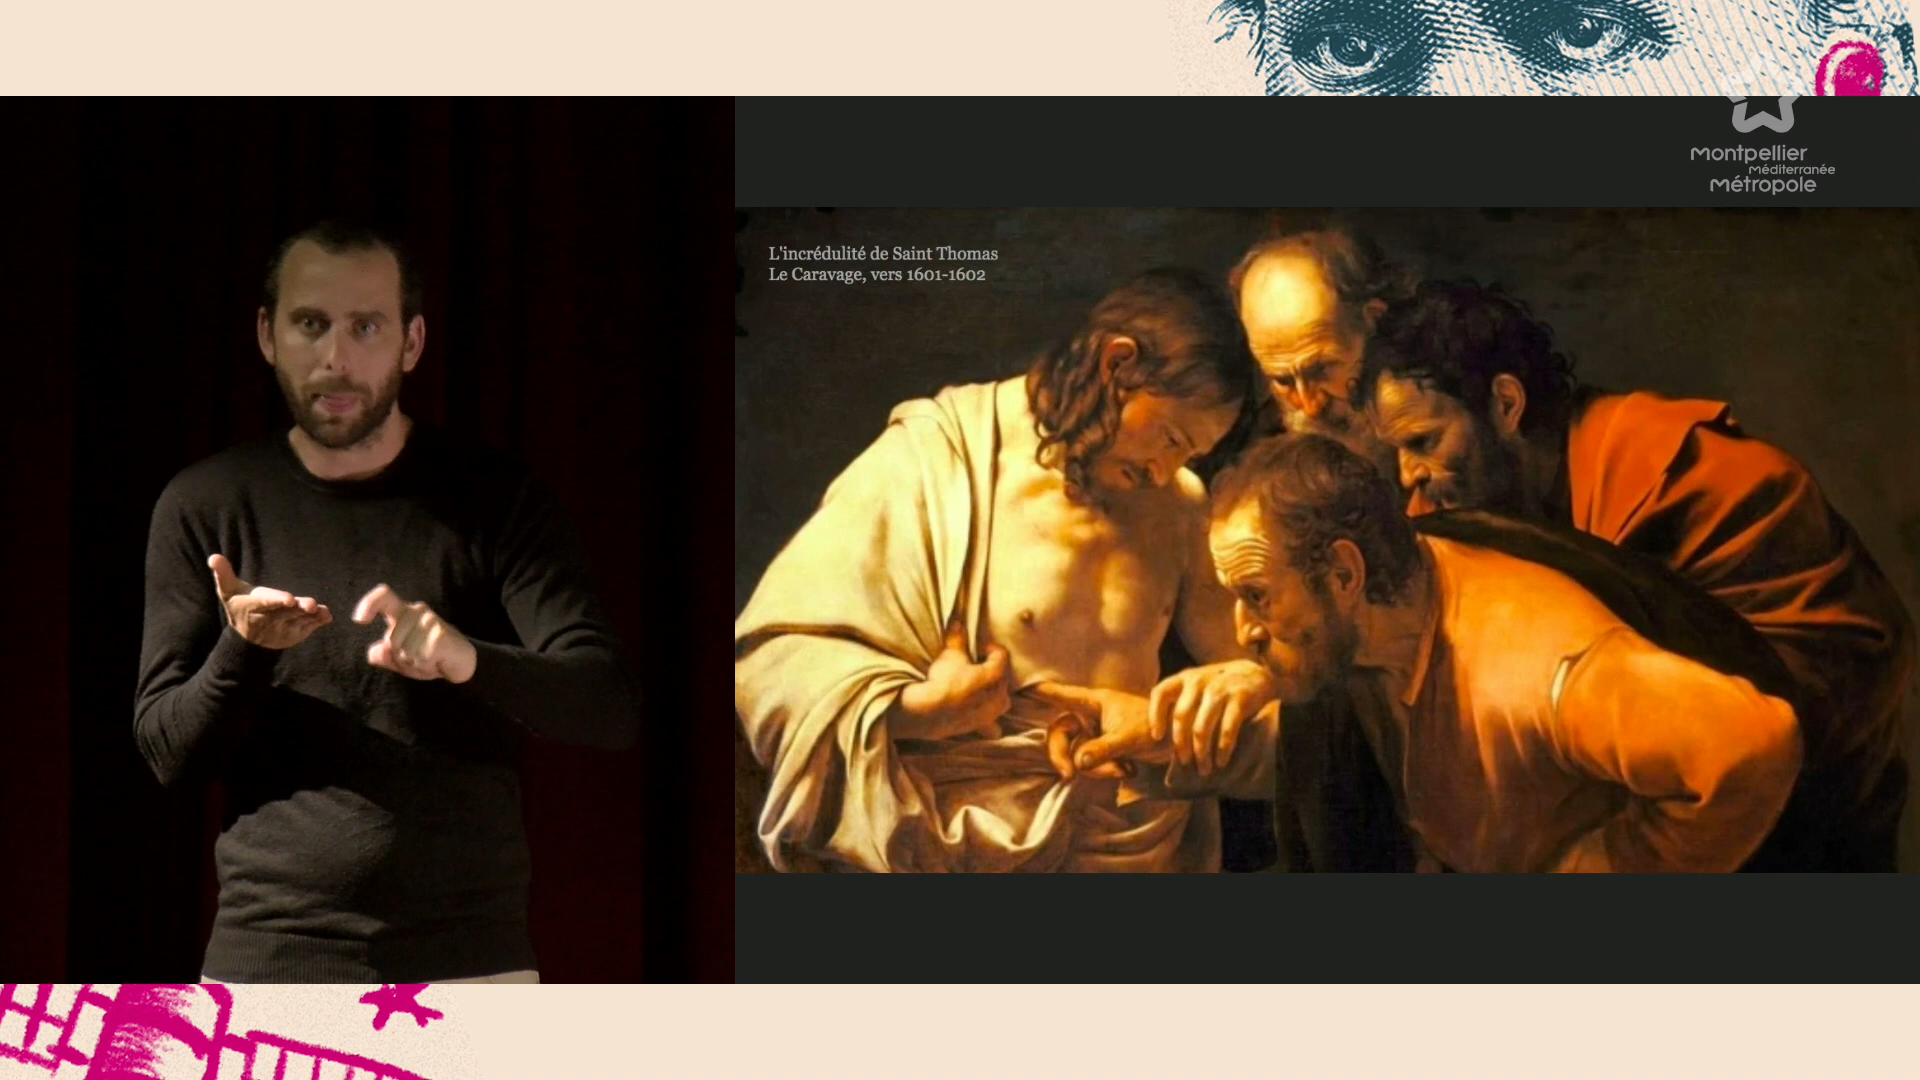 montpellier
méditerranée
métropole
L'incrédulité de Saint Thomas
Le Caravage, vers 1601-1602